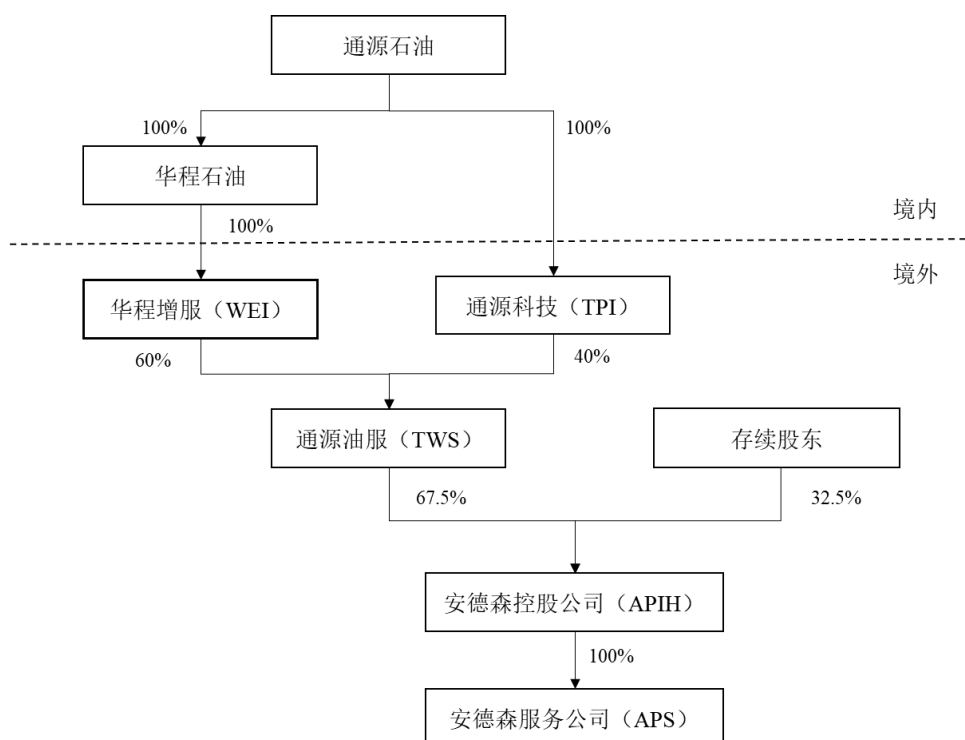 通源石油
100%
100%
华程石油
100%
境内
境外
华程增服（WEI）
通源科技（TPI）
60%
40%
通源油服（TWS）
存续股东
67.5%
32.5%
安德森控股公司（APIH）
100%
安德森服务公司（APS）